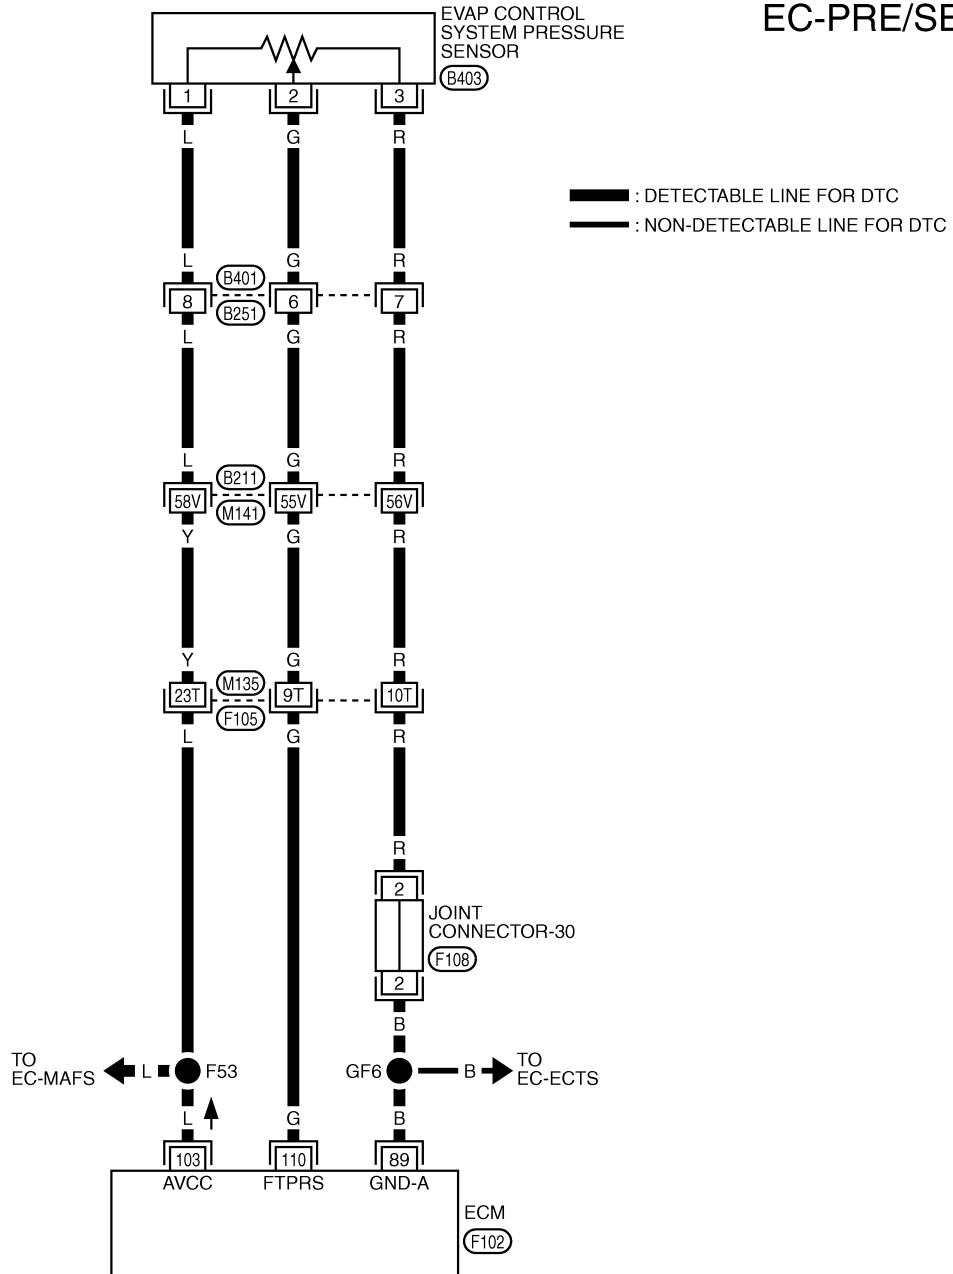 EC-PRE/SE
EVAP CONTROL
SYSTEM PRESSURE
SENSOR
B403
1 2 3
L G R
: DETECTABLE LINE FOR DTC
: NON-DETECTABLE LINE FOR DTC
L G R
B401
8 6 7
B251
L G R
L G R
B211
58V 55V 56V
M141
Y G R
Y G R
M135
23T 9T 10T
F105
L G R
R
2
JOINT
CONNECTOR-30
F108
2
B
TO
EC-MAFS
L
F53
GF6
B
TO
EC-ECTS
L G B
103 110 89
AVCC FTPRS GND-A
ECM
F102